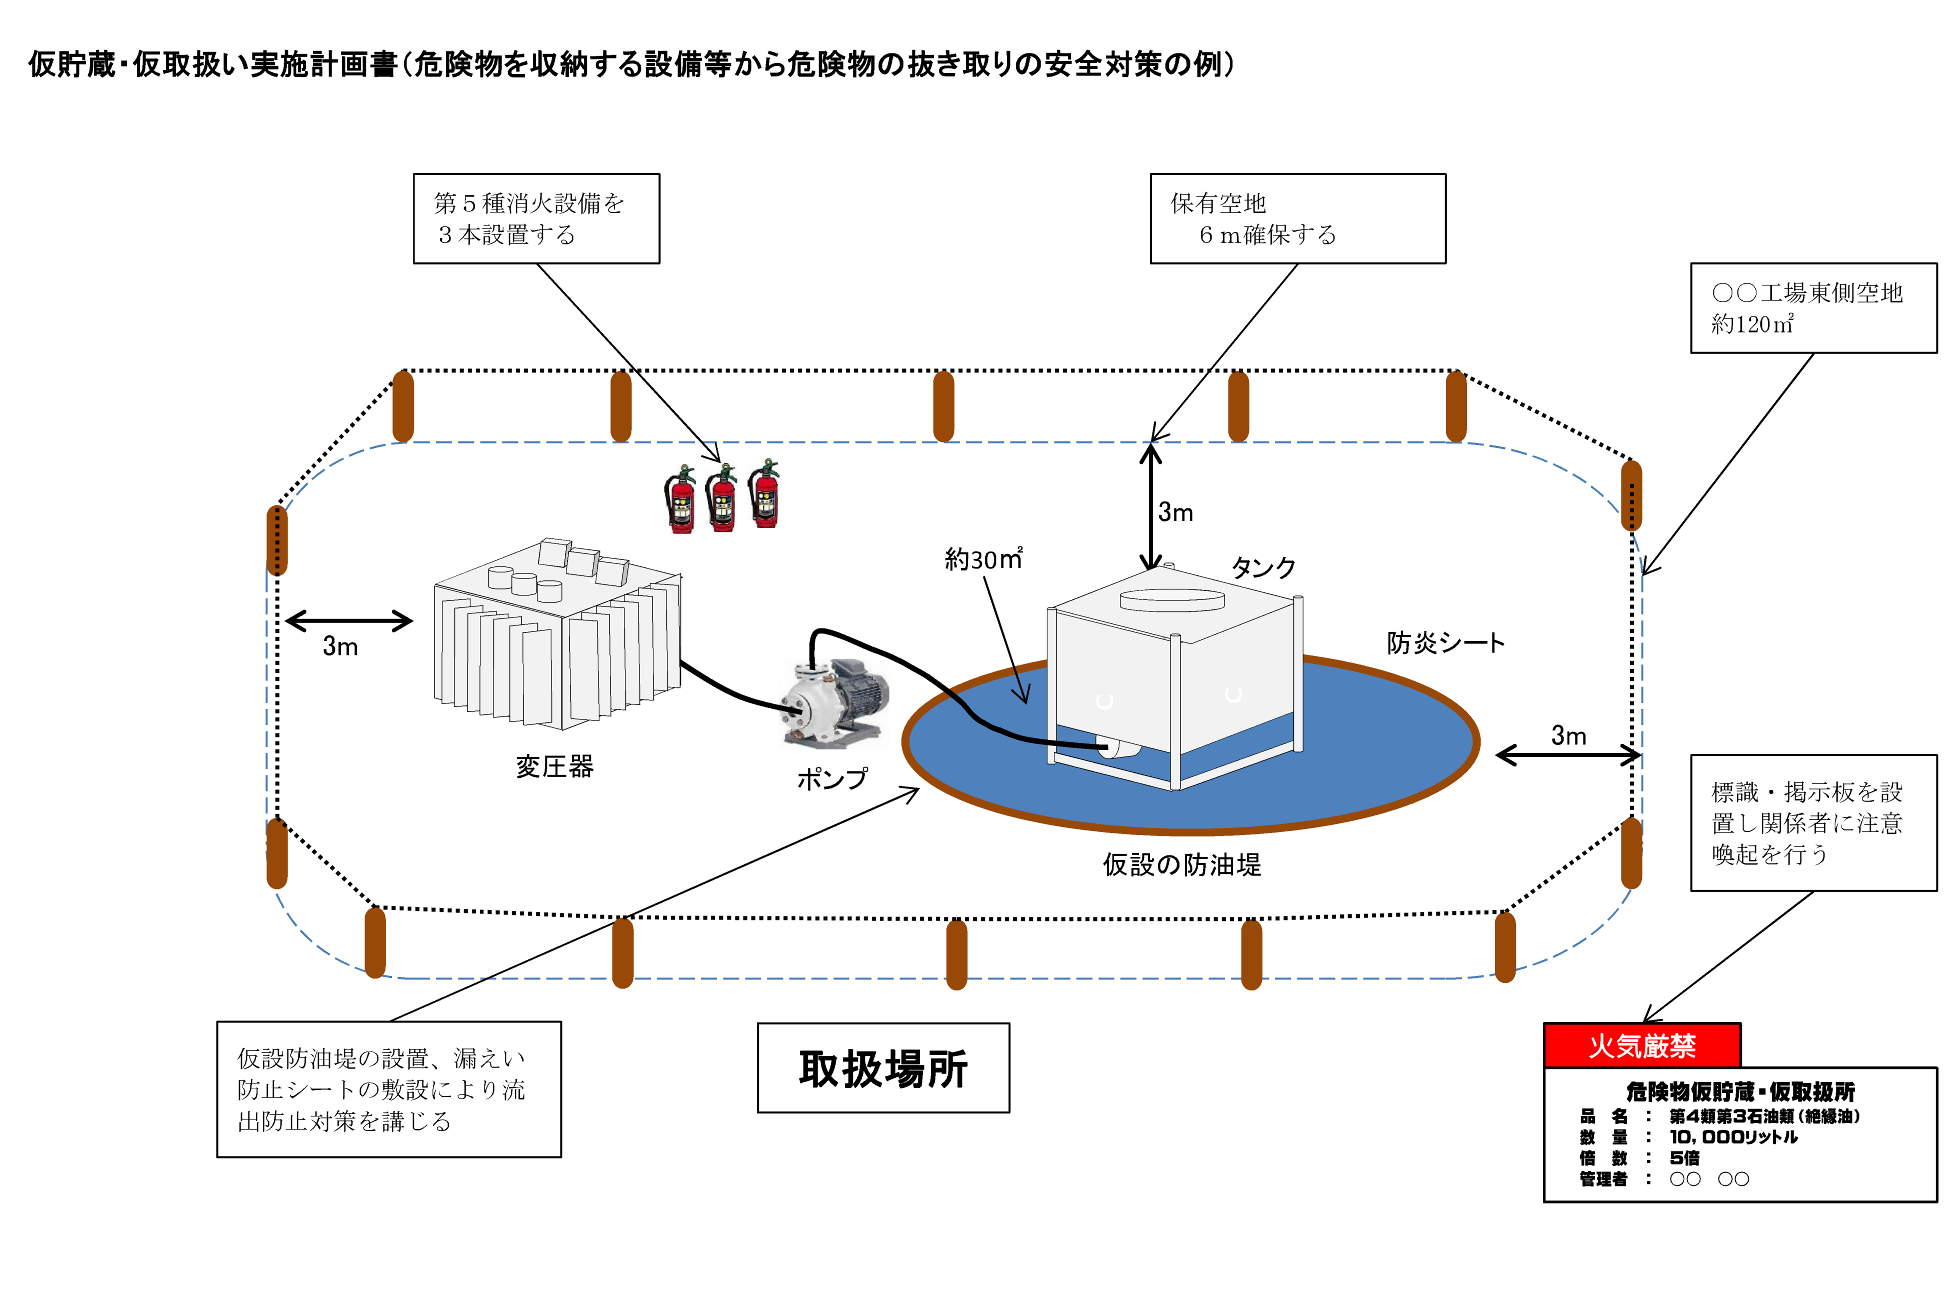 仮貯蔵・仮取扱い実施計画書（危険物を収納する設備等から危険物の抜き取りの安全対策の例）
第５種消火設備を
３本設置する
保有空地
６ｍ確保する
○○工場東側空地
約120㎡
3m
約30㎡
タンク
3m
防炎シート
変圧器
ポンプ
3m
仮設の防油堤
標識・掲示板を設
置し関係者に注意
喚起を行う
仮設防油堤の設置、漏えい
防止シートの敷設により流
出防止対策を講じる
取扱場所
火気厳禁
危険物仮貯蔵・仮取扱所
品　名　：　第４類第３石油類（絶縁油）
数　量　：　１０，０００リットル
倍　数　：　５倍
管理者　：　○○　○○